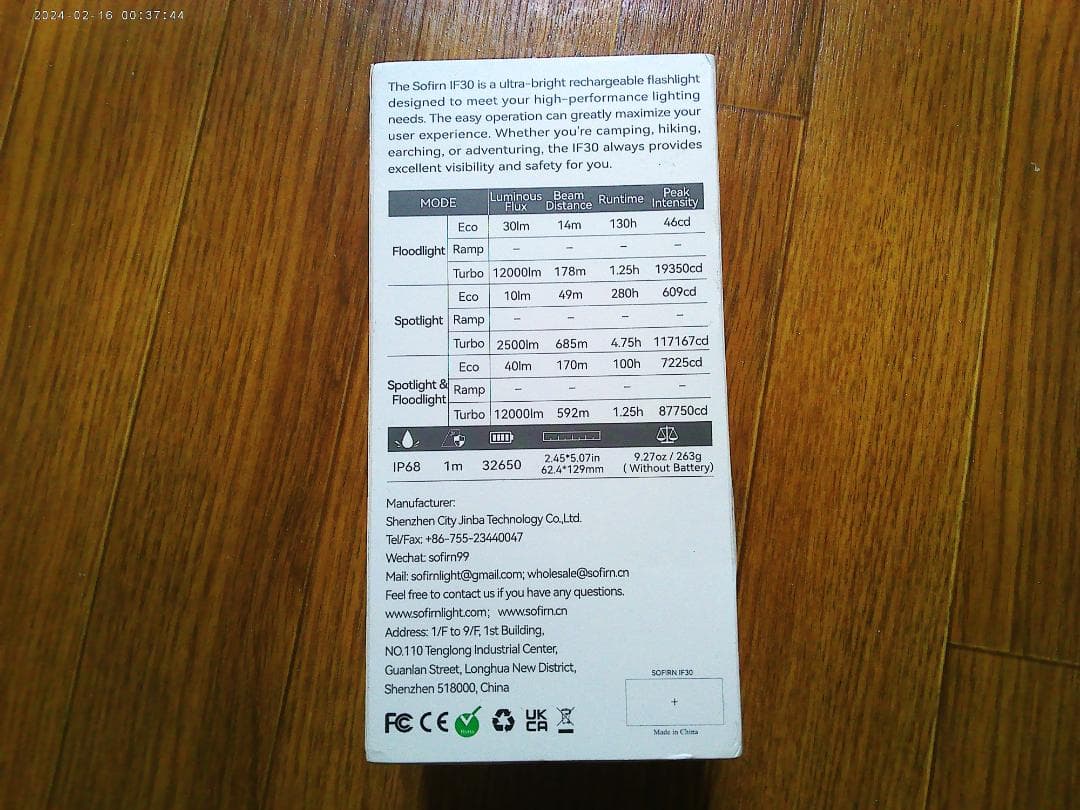 2024-02-16 00:37:44
The Sofirn IF30 is a ultra-bright rechargeable flashlight
designed to meet your high-performance lighting
needs. The easy operation can greatly maximize your
user experience. Whether you're camping, hiking,
earching, or adventuring, the IF30 always provides
excellent visibility and safety for you.
MODE Luminous Flux Beam Distance Runtime Peak Intensity
Floodlight Eco 30lm 14m 130h 46cd
Ramp – – – –
Turbo 12000lm 178m 1.25h 19350cd
Spotlight Eco 10lm 49m 280h 609cd
Ramp – – – –
Turbo 2500lm 685m 4.75h 117167cd
Spotlight & Floodlight Eco 40lm 170m 100h 7225cd
Ramp – – – –
Turbo 12000lm 592m 1.25h 87750cd
IP68 1m 32650 2.45*5.07in 62.4*129mm 9.27oz / 263g ( Without Battery)
Manufacturer:
Shenzhen City Jinba Technology Co.,Ltd.
Tel/Fax: +86-755-23440047
Wechat: sofirn99
Mail: sofirnlight@gmail.com; wholesale@sofirn.cn
Feel free to contact us if you have any questions.
www.sofirnlight.com; www.sofirn.cn
Address: 1/F to 9/F, 1st Building,
NO.110 Tenglong Industrial Center,
Guanlan Street, Longhua New District,
Shenzhen 518000, China
FC CE RoHS UK CA
SOFIRN IF30
+
Made in China